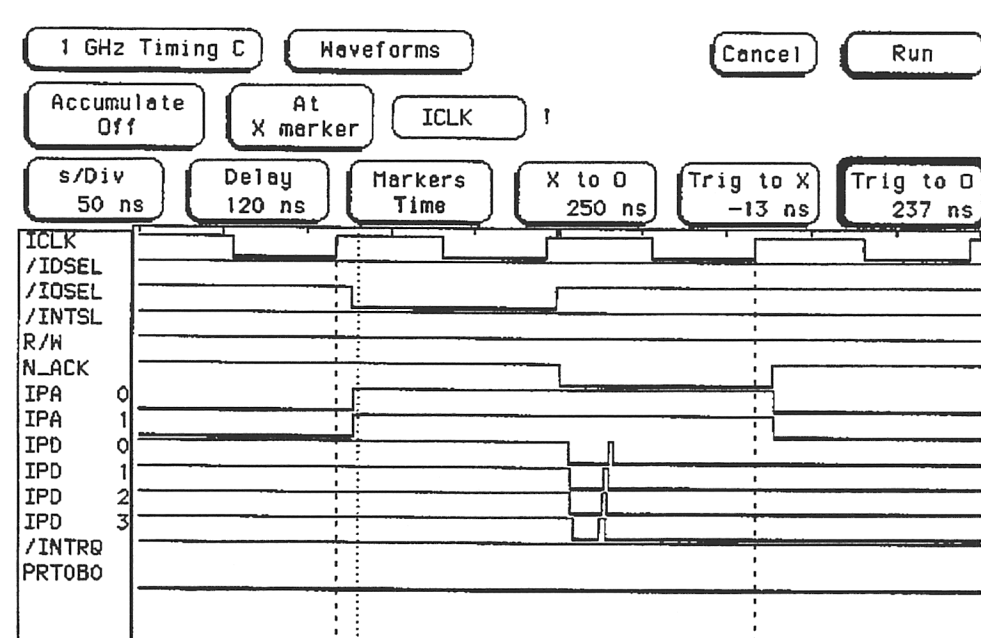 1 GHz Timing C Waveforms Cancel Run
Accumulate Off At X marker ICLK
s/Div 50 ns Delay 120 ns Markers Time X to O 250 ns Trig to X -13 ns Trig to O 237 ns
ICLK
/IDSEL
/IOSEL
/INTSL
R/W
N_ACK
IPA 0
IPA 1
IPD 0
IPD 1
IPD 2
IPD 3
/INTRQ
PRTOBO